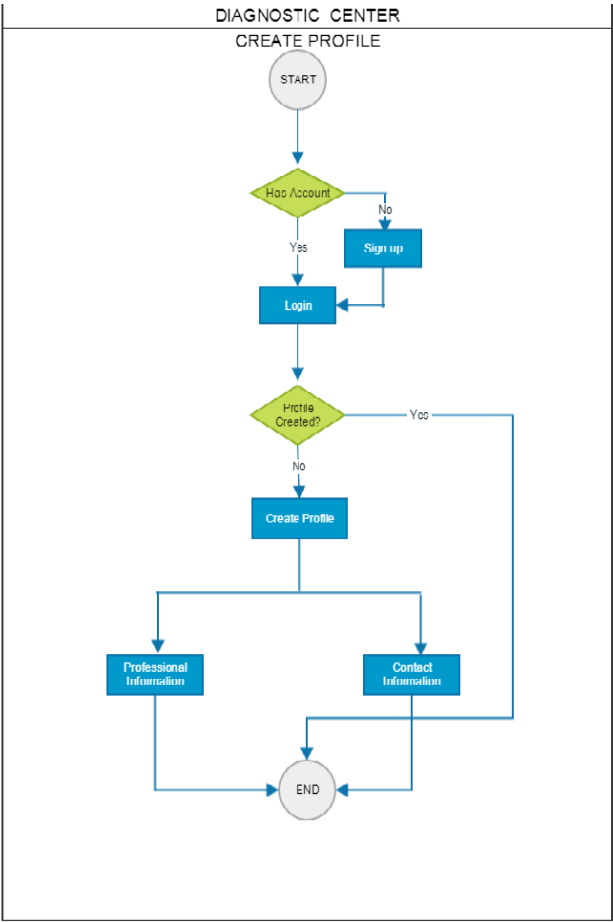 DIAGNOSTIC CENTER
CREATE PROFILE
START
Has Account
No
Yes
Sign up
Login
Profile
Created?
Yes
No
Create Profile
Professional
Information
Contact
Information
END